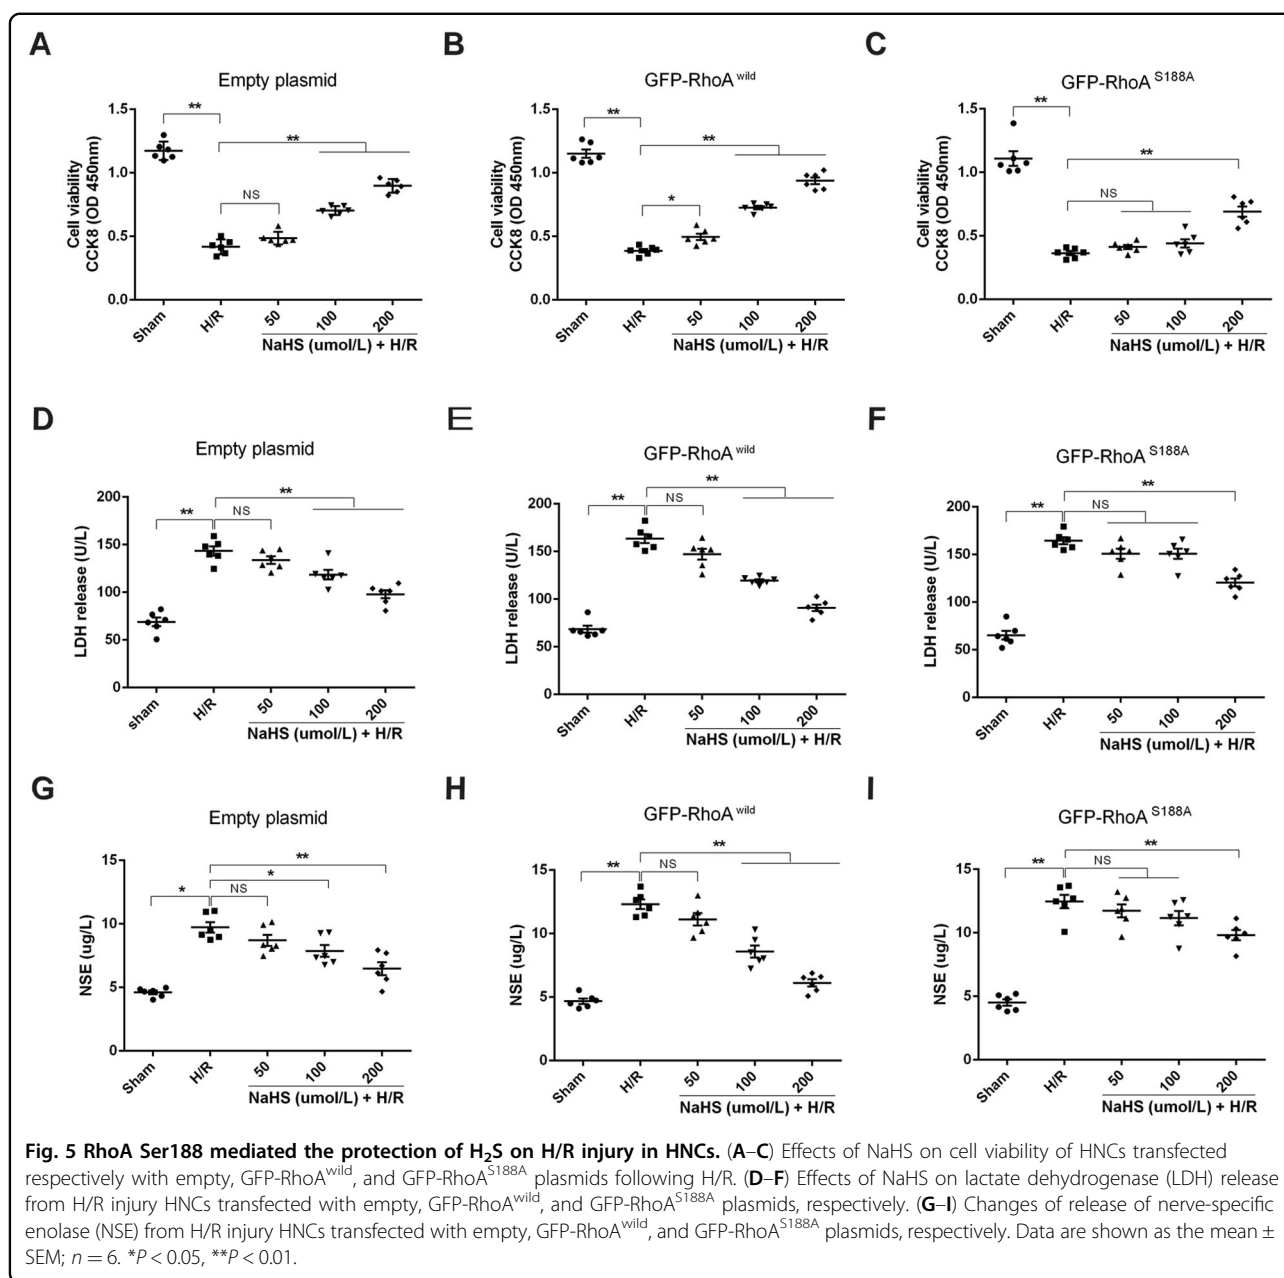 A
Empty plasmid
1.5
1.0
0.5
0.0
Cell viability
CCK8 (OD 450nm)
**
**
NS
Sham
H/R
50
100
200
NaHS (umol/L) + H/R
B
GFP-RhoA wild
1.5
1.0
0.5
0.0
Cell viability
CCK8 (OD 450nm)
**
**
*
Sham
H/R
50
100
200
NaHS (umol/L) + H/R
C
GFP-RhoA S188A
1.5
1.0
0.5
0.0
Cell viability
CCK8 (OD 450nm)
**
**
NS
Sham
H/R
50
100
200
NaHS (umol/L) + H/R
D
Empty plasmid
200
150
100
50
0
LDH release (U/L)
**
**
NS
sham
H/R
50
100
200
NaHS (umol/L) + H/R
E
GFP-RhoA wild
200
150
100
50
0
LDH release (U/L)
**
**
NS
Sham
H/R
50
100
200
NaHS (umol/L) + H/R
F
GFP-RhoA S188A
200
150
100
50
0
LDH release (U/L)
**
**
NS
Sham
H/R
50
100
200
NaHS (umol/L) + H/R
G
Empty plasmid
15
10
5
0
NSE (ug/L)
**
*
*
NS
Sham
H/R
50
100
200
NaHS (umol/L) + H/R
H
GFP-RhoA wild
15
10
5
0
NSE (ug/L)
**
**
NS
Sham
H/R
50
100
200
NaHS (umol/L) + H/R
I
GFP-RhoA S188A
15
10
5
0
NSE (ug/L)
**
**
NS
Sham
H/R
50
100
200
NaHS (umol/L) + H/R
Fig. 5 RhoA Ser188 mediated the protection of H₂S on H/R injury in HNCs. (A–C) Effects of NaHS on cell viability of HNCs transfected
respectively with empty, GFP-RhoAwild, and GFP-RhoAS188A plasmids following H/R. (D–F) Effects of NaHS on lactate dehydrogenase (LDH) release
from H/R injury HNCs transfected with empty, GFP-RhoAwild, and GFP-RhoAS188A plasmids, respectively. (G–I) Changes of release of nerve-specific
enolase (NSE) from H/R injury HNCs transfected with empty, GFP-RhoAwild, and GFP-RhoAS188A plasmids, respectively. Data are shown as the mean ±
SEM; n = 6. *P < 0.05, **P < 0.01.